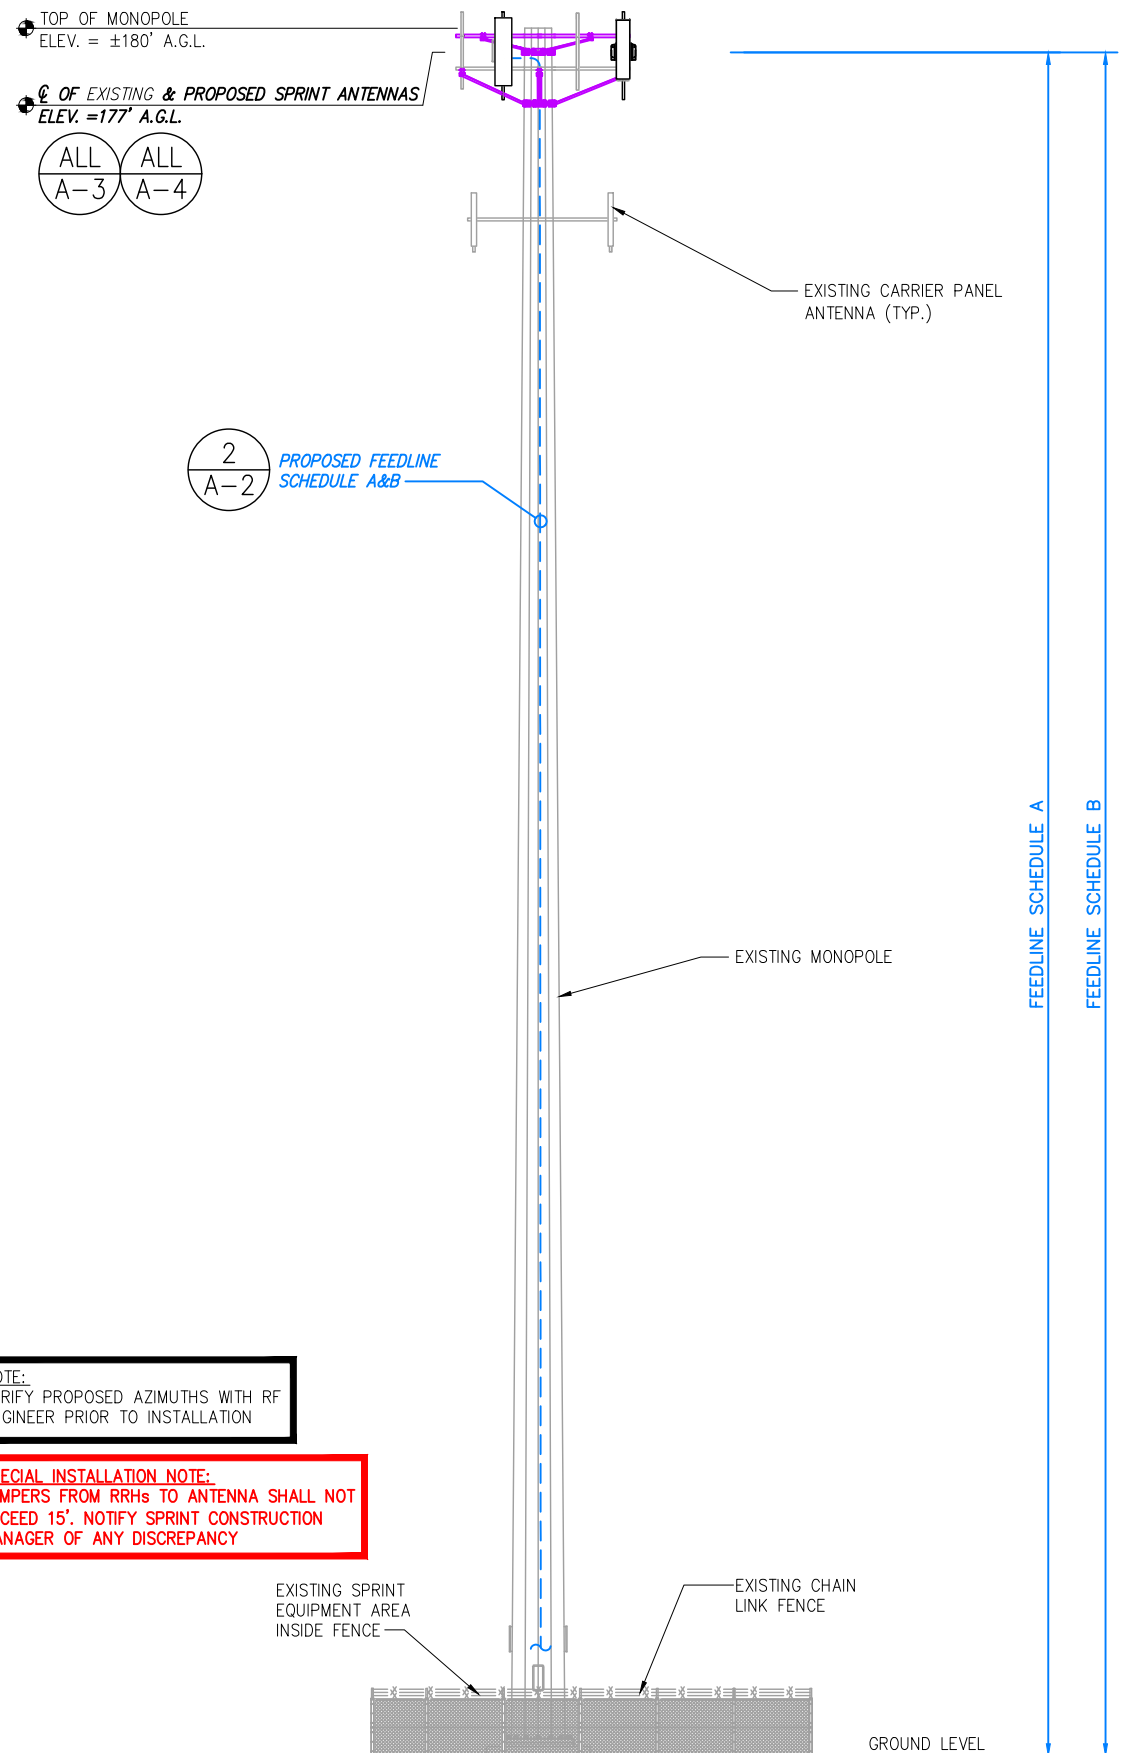 TOP OF MONOPOLE
ELEV. = ±180' A.G.L.
℄ OF EXISTING & PROPOSED SPRINT ANTENNAS
ELEV. =177' A.G.L.
ALL
A-3
ALL
A-4
EXISTING CARRIER PANEL
ANTENNA (TYP.)
2
A-2
PROPOSED FEEDLINE
SCHEDULE A&B
FEEDLINE SCHEDULE A
FEEDLINE SCHEDULE B
EXISTING MONOPOLE
OTE:
RIFY PROPOSED AZIMUTHS WITH RF
GINEER PRIOR TO INSTALLATION
ECIAL INSTALLATION NOTE:
MPERS FROM RRHs TO ANTENNA SHALL NOT
CEED 15'. NOTIFY SPRINT CONSTRUCTION
ANAGER OF ANY DISCREPANCY
EXISTING SPRINT
EQUIPMENT AREA
INSIDE FENCE
EXISTING CHAIN
LINK FENCE
GROUND LEVEL